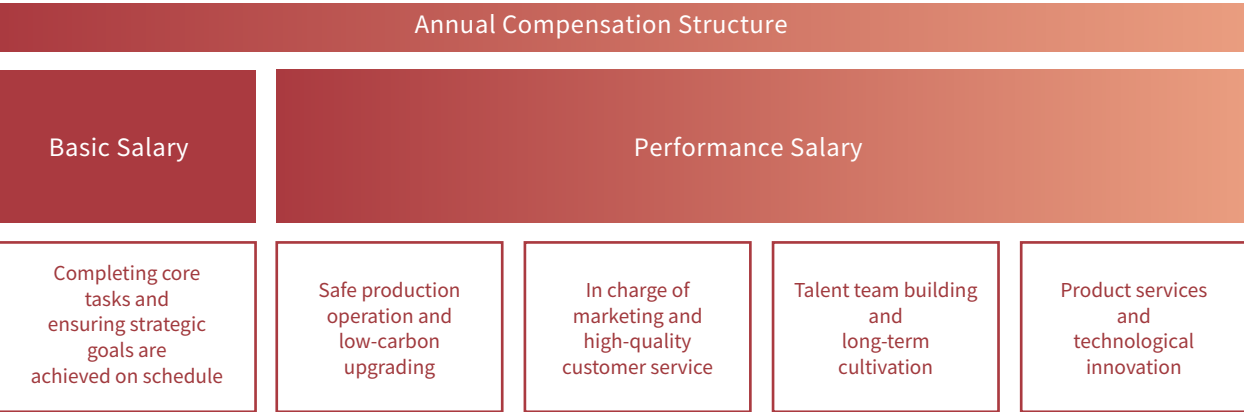 Annual Compensation Structure
Basic Salary
Performance Salary
Completing core
tasks and
ensuring strategic
goals are
achieved on schedule
Safe production
operation and
low-carbon
upgrading
In charge of
marketing and
high-quality
customer service
Talent team building
and
long-term
cultivation
Product services
and
technological
innovation